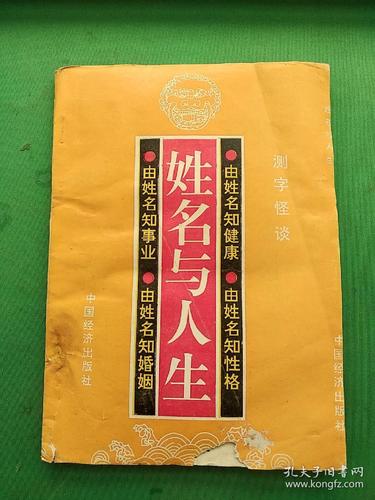 测字怪谈
由姓名知健康
由姓名知性格
姓名与人生
由姓名知事业
由姓名知婚姻
中国经济出版社
中国经济出版社
孔夫子旧书网
www.kongfz.com